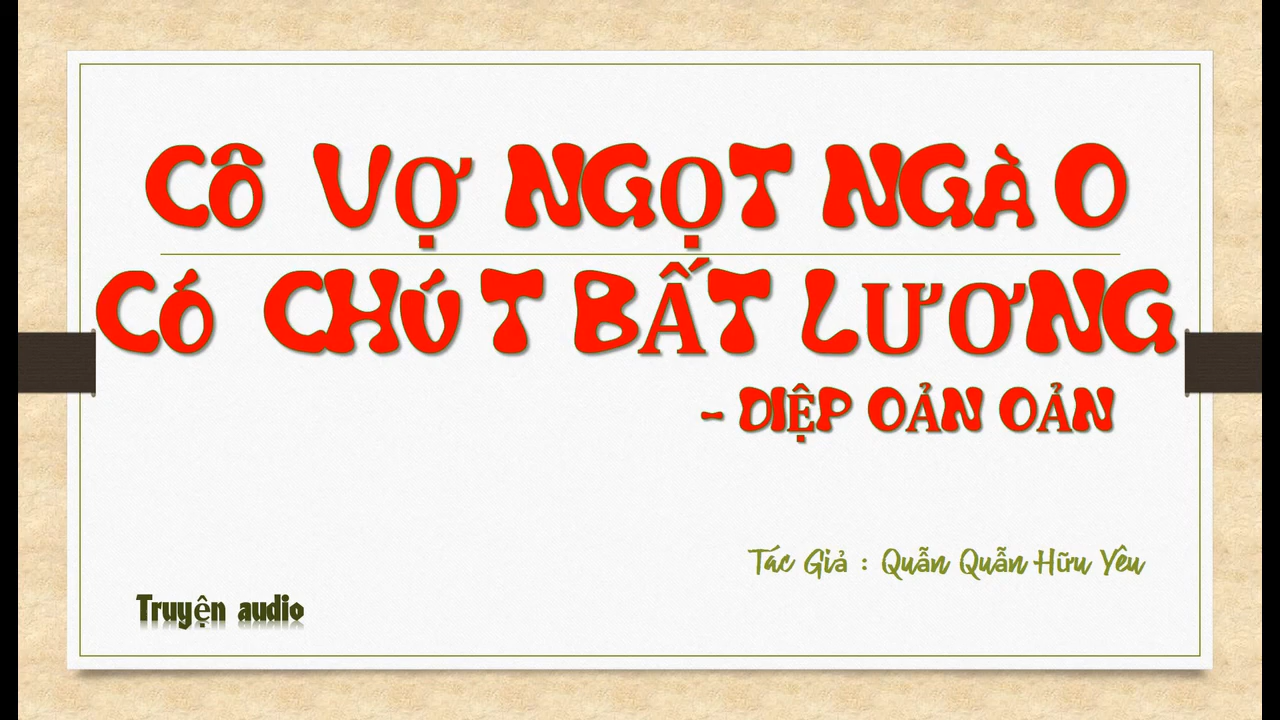 CÔ VỢ NGỌT NGÀO
CÓ CHÚT BẤT LƯƠNG
- DIỆP OẢN OẢN
Tác Giả : Quẫn Quẫn Hữu Yêu
Truyện audio